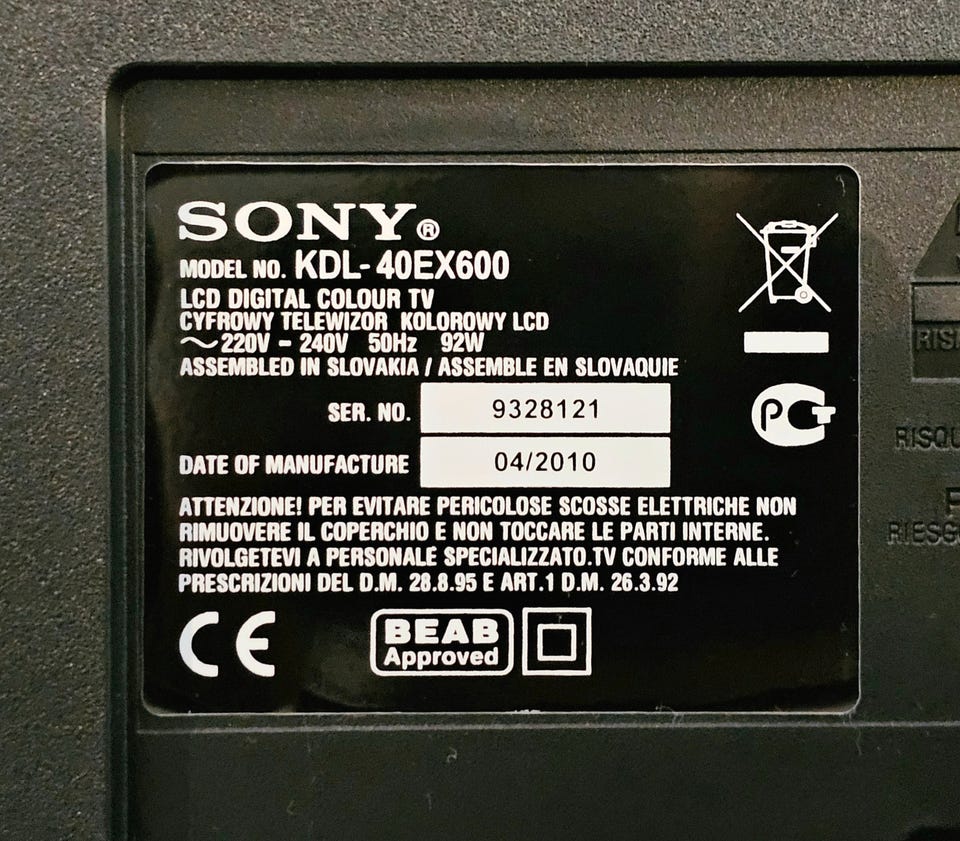 SONY®
MODEL NO. KDL-40EX600
LCD DIGITAL COLOUR TV
CYFROWY TELEWIZOR KOLOROWY LCD
~220V - 240V 50Hz 92W
ASSEMBLED IN SLOVAKIA / ASSEMBLE EN SLOVAQUIE
SER. NO. 9328121
DATE OF MANUFACTURE 04/2010
ATTENZIONE! PER EVITARE PERICOLOSE SCOSSE ELETTRICHE NON
RIMUOVERE IL COPERCHIO E NON TOCCARE LE PARTI INTERNE.
RIVOLGETEVI A PERSONALE SPECIALIZZATO.TV CONFORME ALLE
PRESCRIZIONI DEL D.M. 28.8.95 E ART.1 D.M. 26.3.92
CE
BEAB
Approved